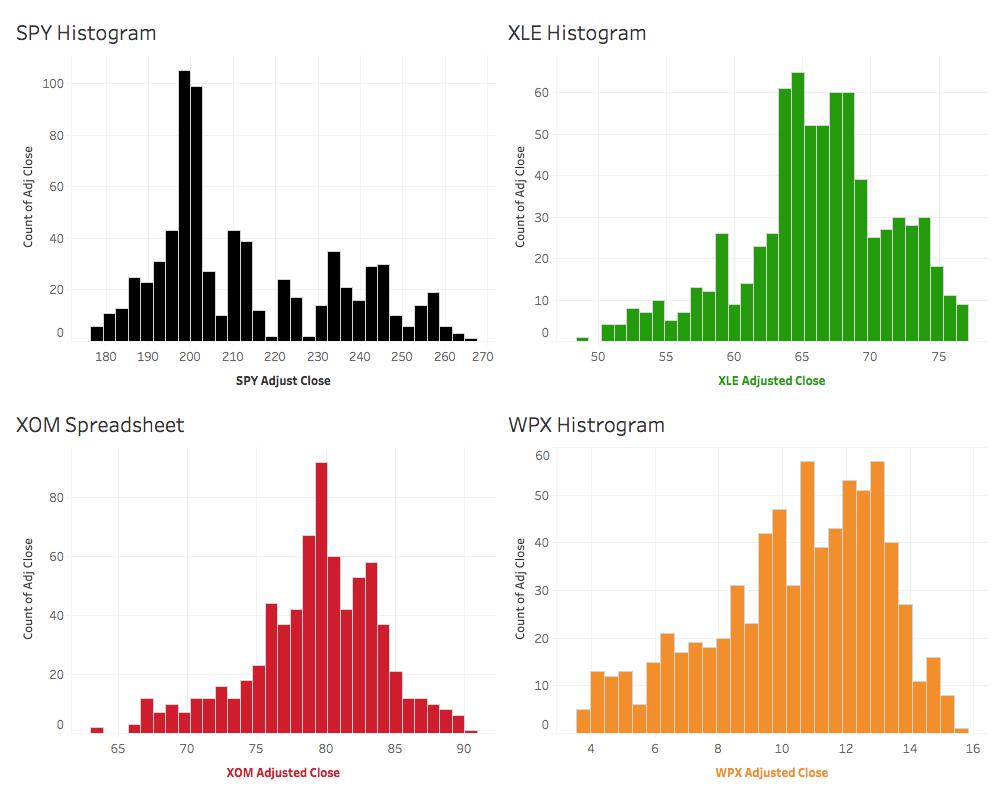 SPY Histogram
XLE Histogram
100
80
60
40
20
0
Count of Adj Close
180 190 200 210 220 230 240 250 260 270
SPY Adjust Close
60
50
40
30
20
10
0
Count of Adj Close
50 55 60 65 70 75
XLE Adjusted Close
XOM Spreadsheet
WPX Histrogram
80
60
40
20
0
Count of Adj Close
65 70 75 80 85 90
XOM Adjusted Close
60
50
40
30
20
10
0
Count of Adj Close
4 6 8 10 12 14 16
WPX Adjusted Close